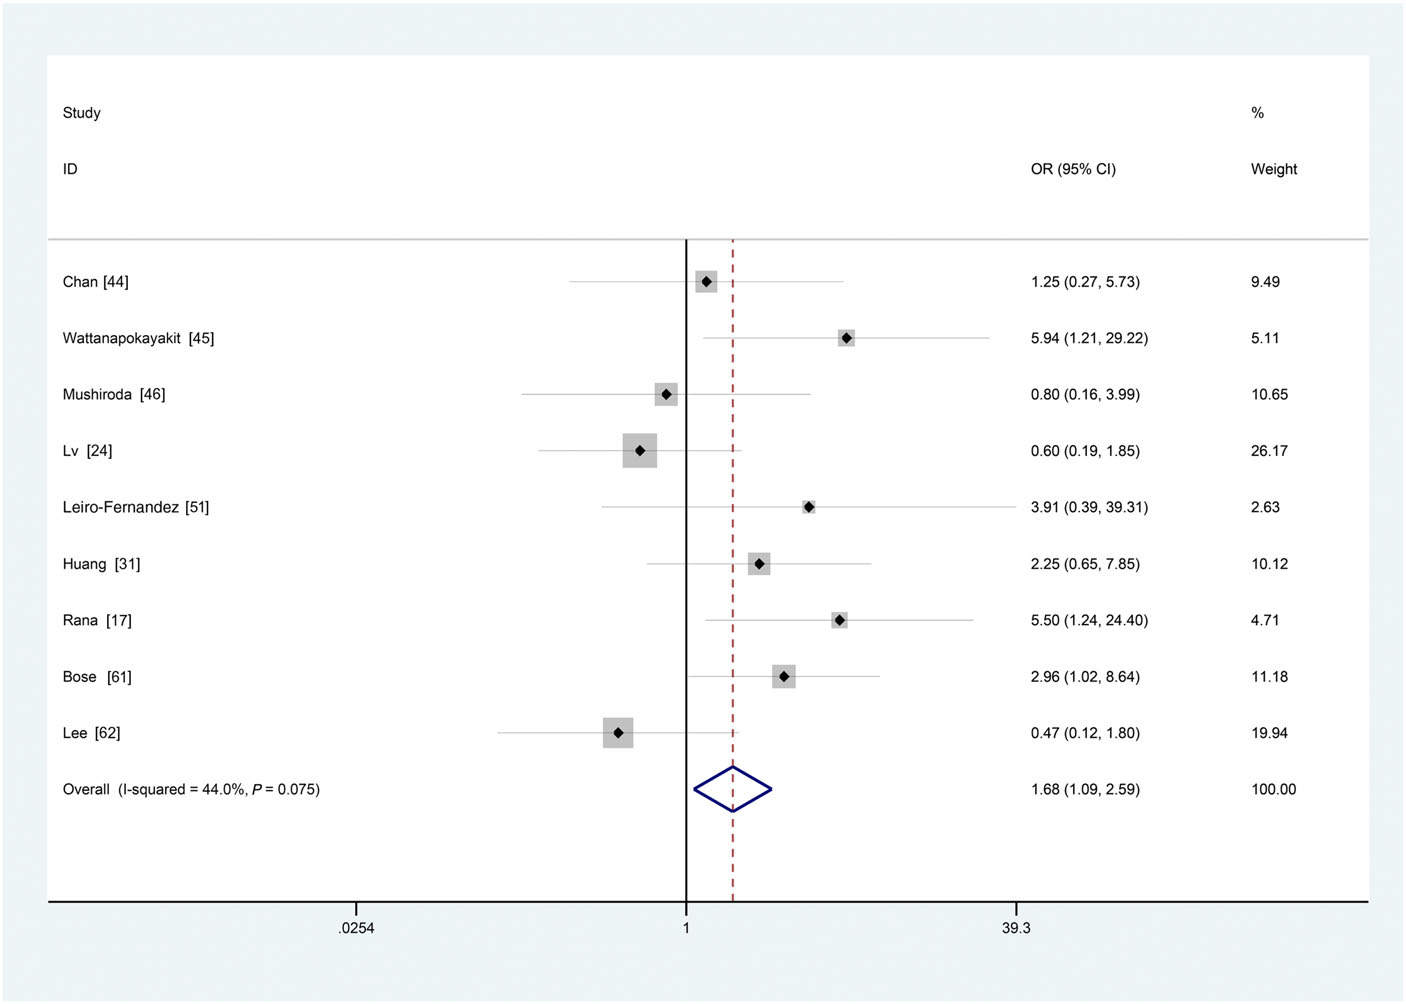 Study %
ID OR (95% CI) Weight
Chan [44] 1.25 (0.27, 5.73) 9.49
Wattanapokayakit [45] 5.94 (1.21, 29.22) 5.11
Mushiroda [46] 0.80 (0.16, 3.99) 10.65
Lv [24] 0.60 (0.19, 1.85) 26.17
Leiro-Fernandez [51] 3.91 (0.39, 39.31) 2.63
Huang [31] 2.25 (0.65, 7.85) 10.12
Rana [17] 5.50 (1.24, 24.40) 4.71
Bose [61] 2.96 (1.02, 8.64) 11.18
Lee [62] 0.47 (0.12, 1.80) 19.94
Overall (I-squared = 44.0%, P = 0.075) 1.68 (1.09, 2.59) 100.00
.0254 1 39.3